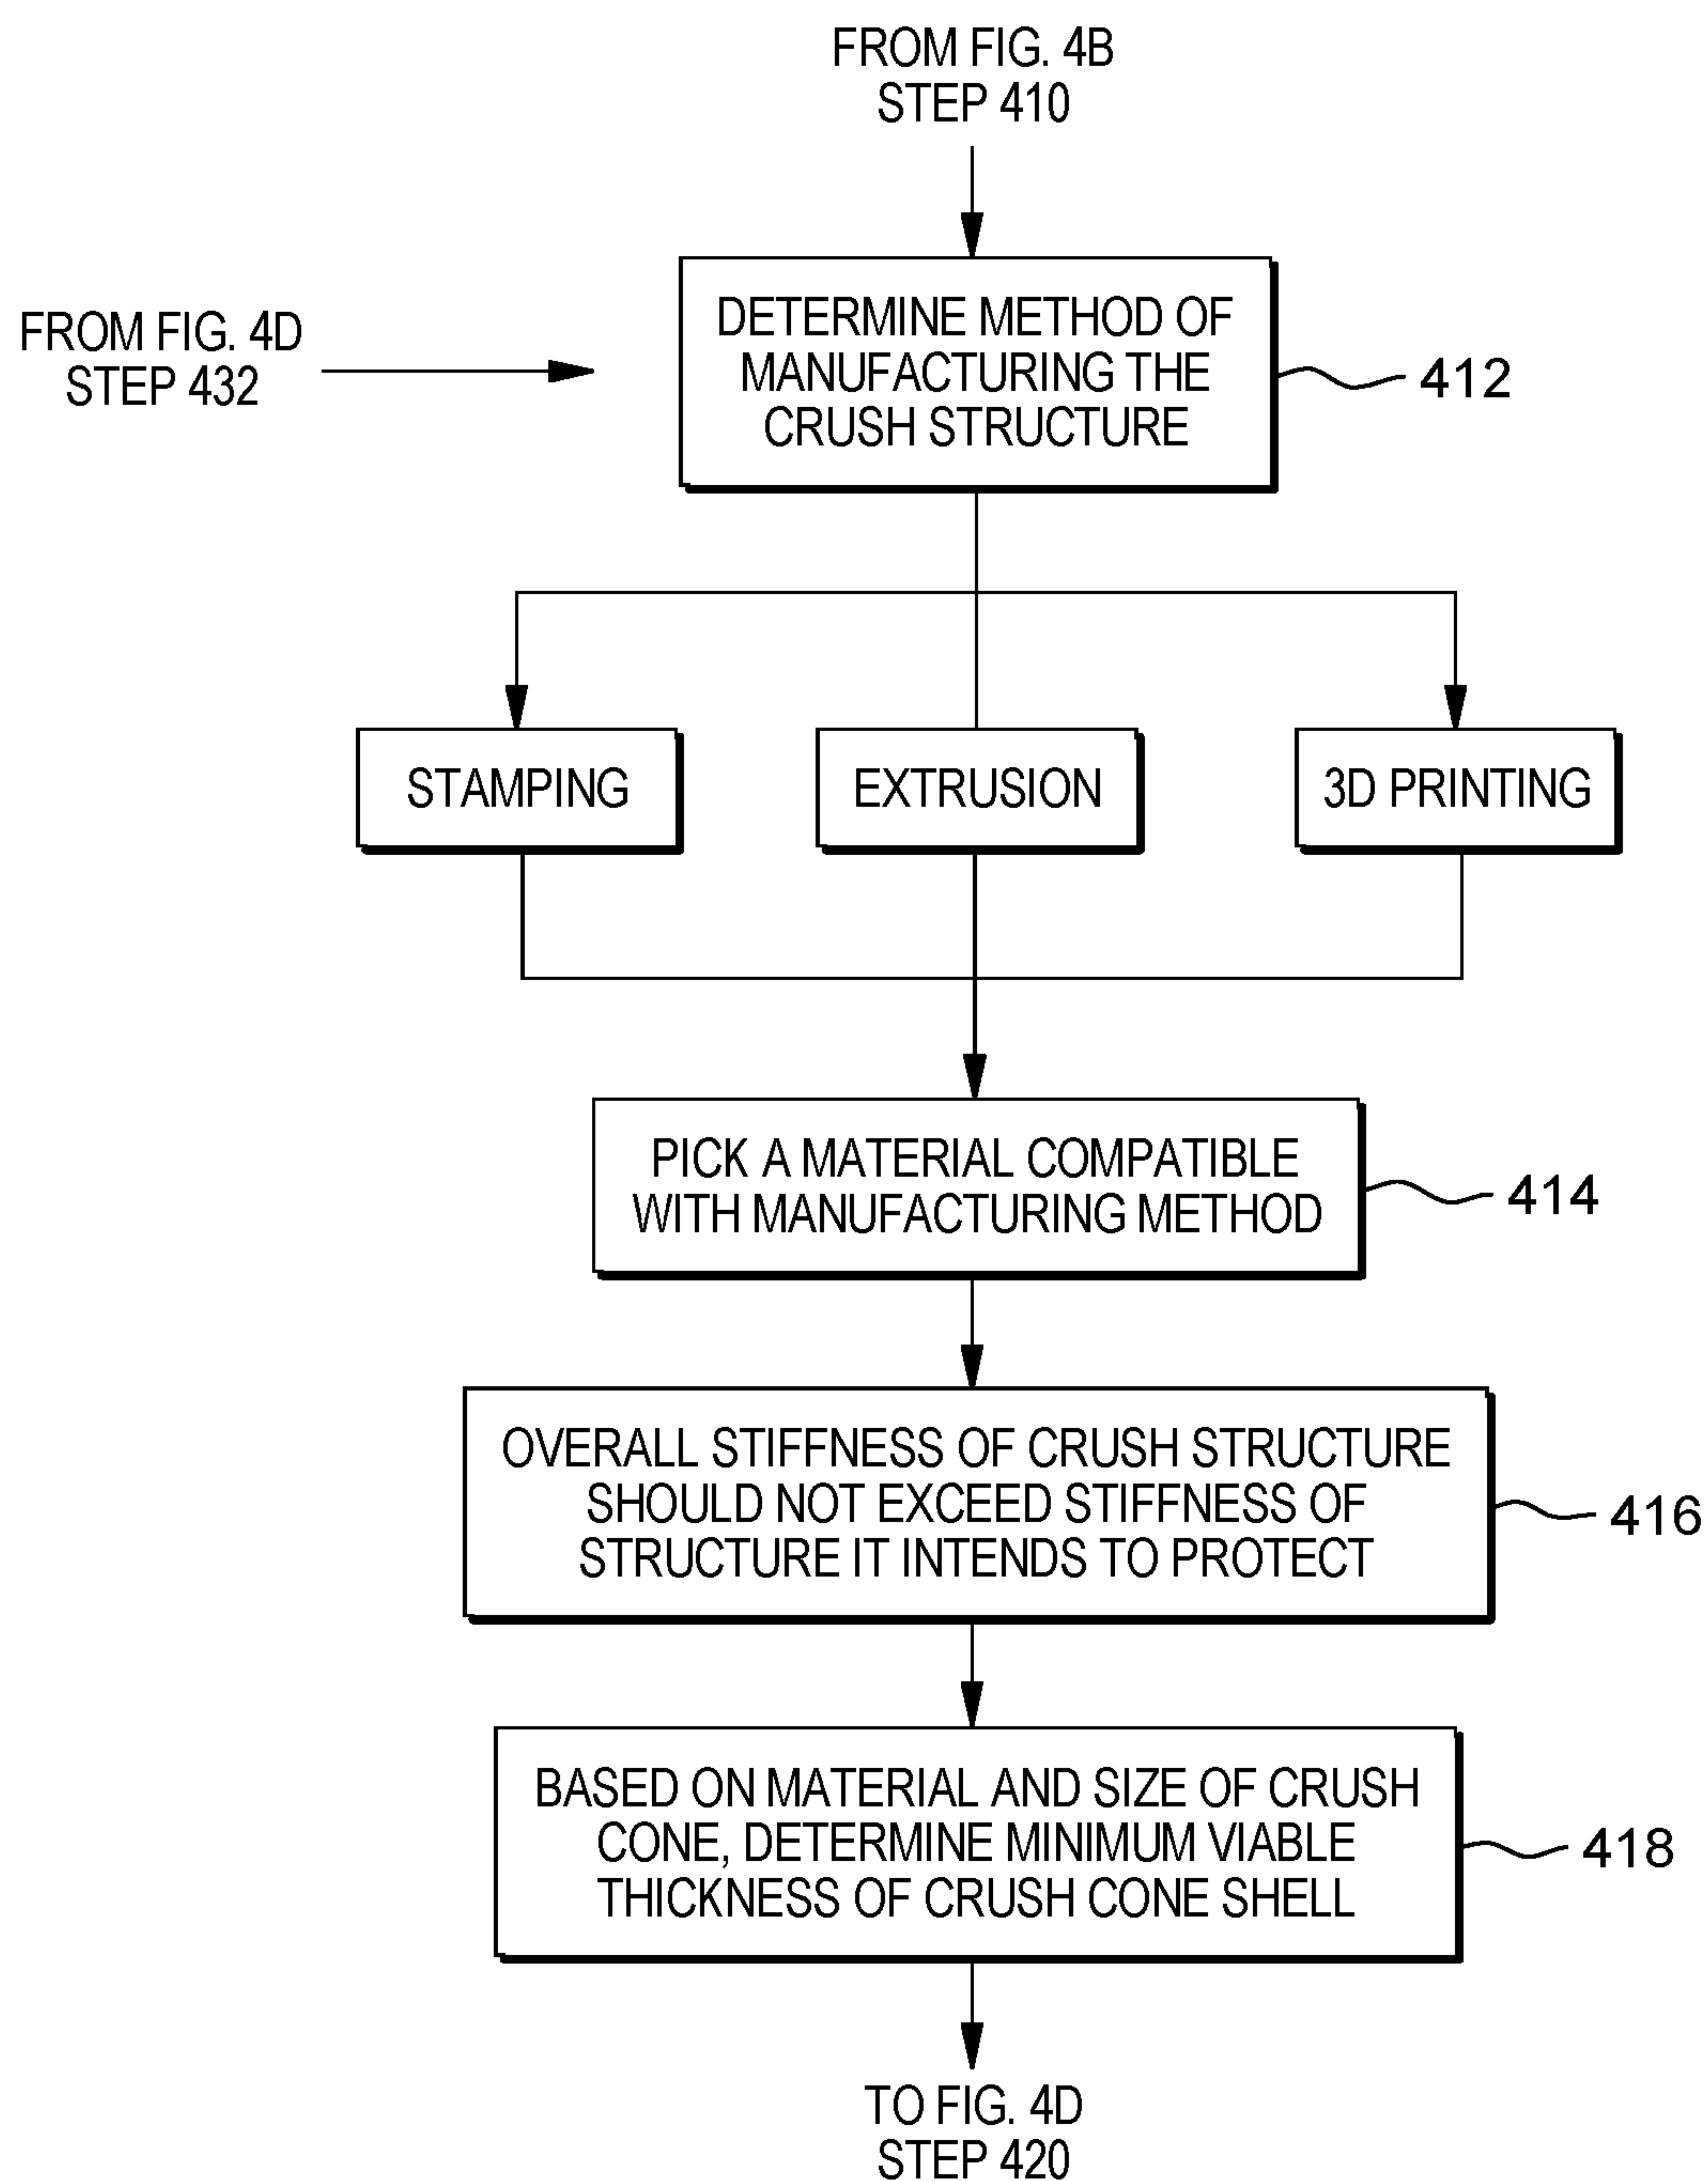 FROM FIG. 4B
STEP 410
FROM FIG. 4D
STEP 432
DETERMINE METHOD OF
MANUFACTURING THE
CRUSH STRUCTURE
412
STAMPING
EXTRUSION
3D PRINTING
PICK A MATERIAL COMPATIBLE
WITH MANUFACTURING METHOD
414
OVERALL STIFFNESS OF CRUSH STRUCTURE
SHOULD NOT EXCEED STIFFNESS OF
STRUCTURE IT INTENDS TO PROTECT
416
BASED ON MATERIAL AND SIZE OF CRUSH
CONE, DETERMINE MINIMUM VIABLE
THICKNESS OF CRUSH CONE SHELL
418
TO FIG. 4D
STEP 420